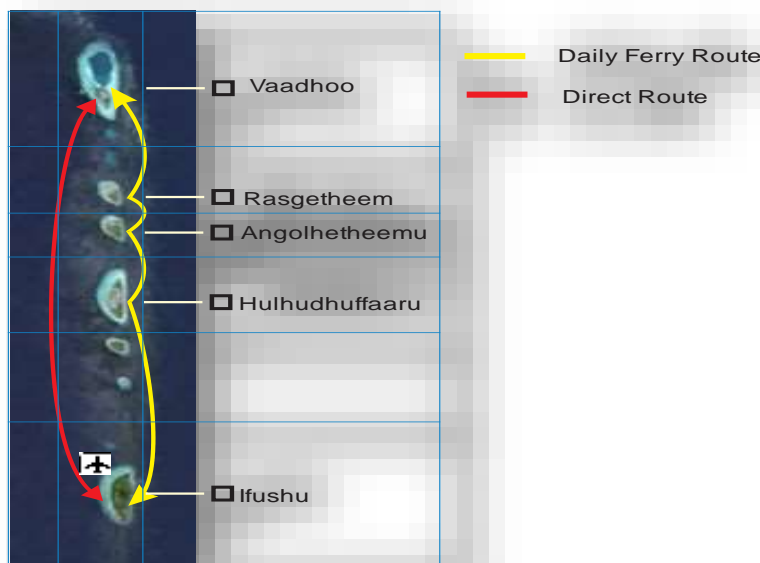 Daily Ferry Route
Direct Route
Vaadhoo
Rasgetheem
Angolhetheemu
Hulhudhuffaaru
Ifushu